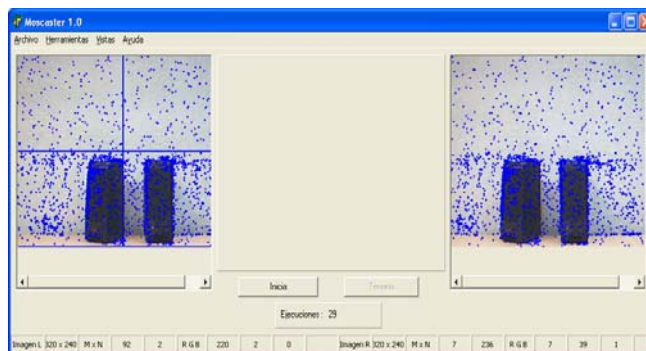 Moscaster 1.0
Archivo Herramientas Vistas Ayuda
Inicia
Ejecuciones : 29
Imagen L 320 x 240 M x N 92 2 R G B 220 2 0 Imagen R 320 x 240 M x N 7 236 R G B 7 39 1